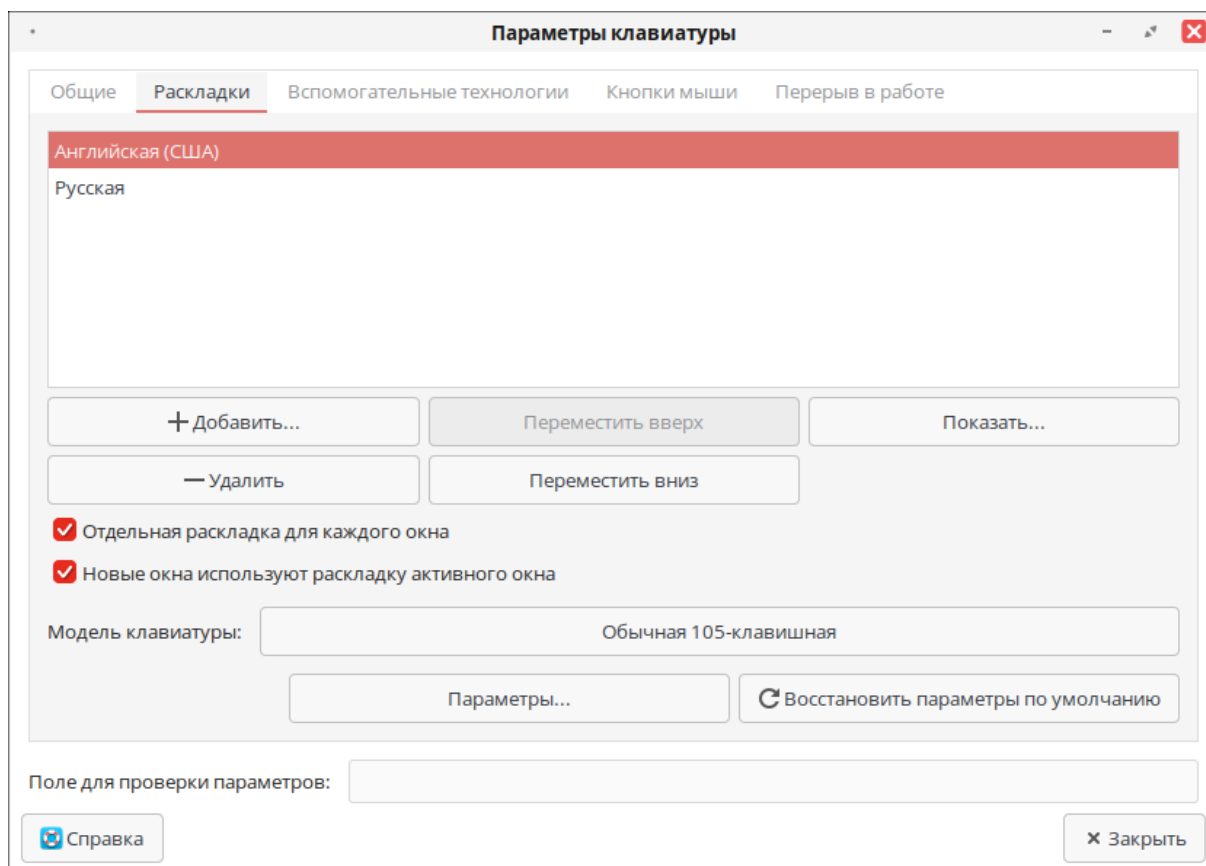 Параметры клавиатуры
Общие Раскладки Вспомогательные технологии Кнопки мыши Перерыв в работе
Английская (США)
Русская
Добавить... Переместить вверх Показать...
Удалить Переместить вниз
Отдельная раскладка для каждого окна
Новые окна используют раскладку активного окна
Модель клавиатуры: Обычная 105-клавишная
Параметры... Восстановить параметры по умолчанию
Поле для проверки параметров:
Справка Закрыть